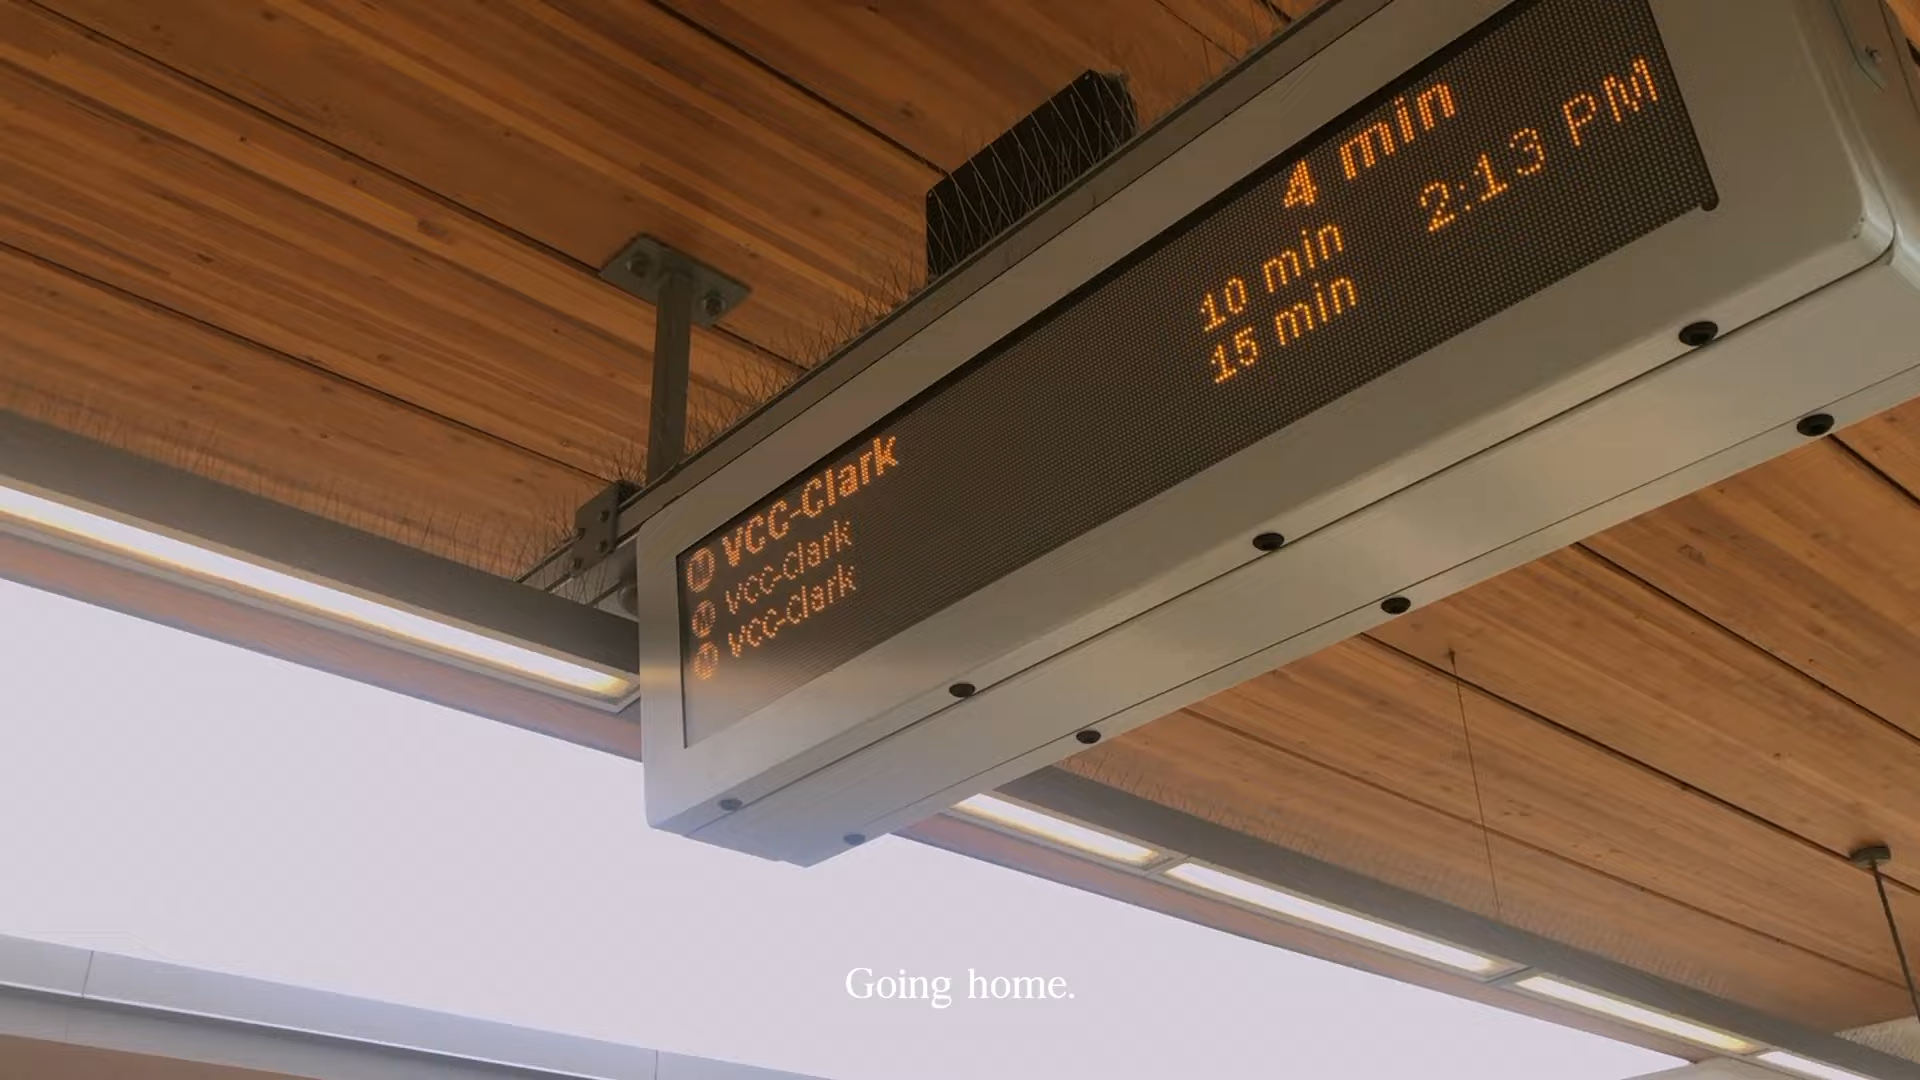 VCC-Clark 4 min
vcc-clark 10 min 2:13 PM
vcc-clark 15 min
Going home.